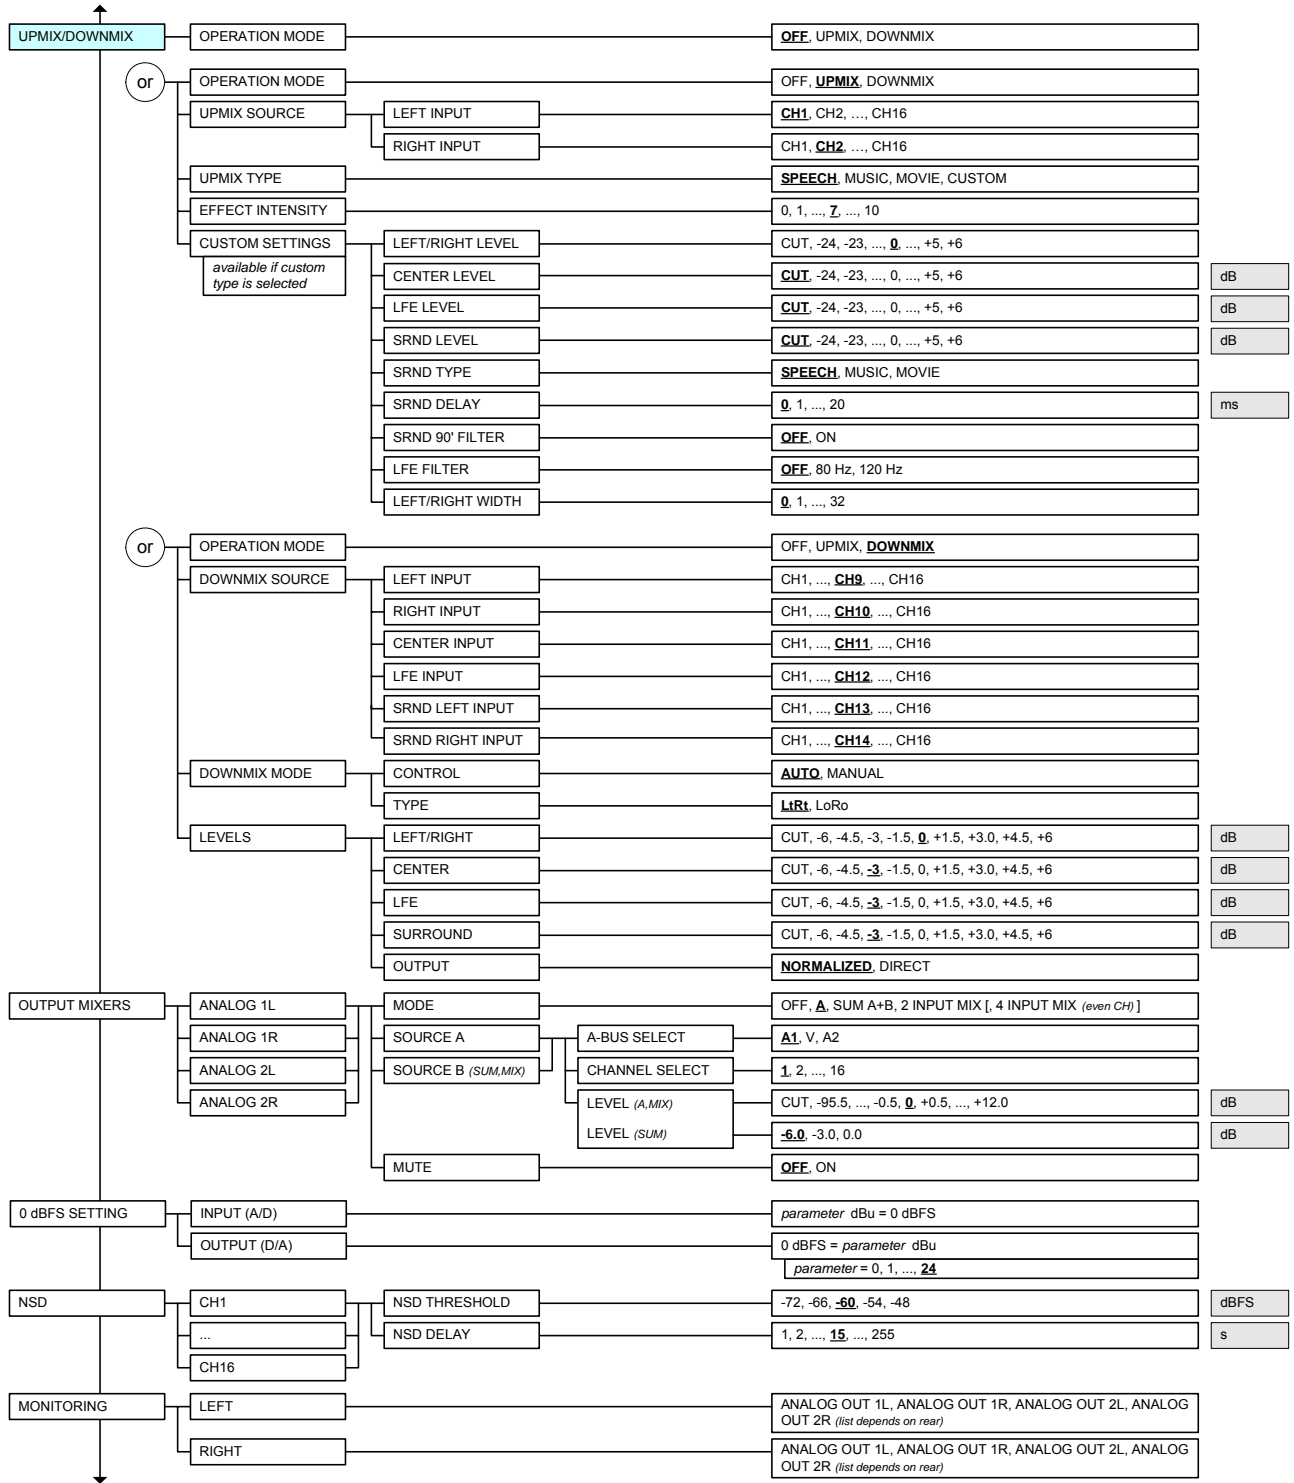 UPMIX/DOWNMIX OPERATION MODE OFF, UPMIX, DOWNMIX
or OPERATION MODE OFF, UPMIX, DOWNMIX
UPMIX SOURCE LEFT INPUT CH1, CH2, …, CH16
RIGHT INPUT CH1, CH2, …, CH16
UPMIX TYPE SPEECH, MUSIC, MOVIE, CUSTOM
EFFECT INTENSITY 0, 1, ..., 7, ..., 10
CUSTOM SETTINGS LEFT/RIGHT LEVEL CUT, -24, -23, ..., 0, ..., +5, +6
available if custom
type is selected
CENTER LEVEL CUT, -24, -23, ..., 0, ..., +5, +6 dB
LFE LEVEL CUT, -24, -23, ..., 0, ..., +5, +6 dB
SRND LEVEL CUT, -24, -23, ..., 0, ..., +5, +6 dB
SRND TYPE SPEECH, MUSIC, MOVIE
SRND DELAY 0, 1, ..., 20 ms
SRND 90' FILTER OFF, ON
LFE FILTER OFF, 80 Hz, 120 Hz
LEFT/RIGHT WIDTH 0, 1, ..., 32
or OPERATION MODE OFF, UPMIX, DOWNMIX
DOWNMIX SOURCE LEFT INPUT CH1, ..., CH9, ..., CH16
RIGHT INPUT CH1, ..., CH10, ..., CH16
CENTER INPUT CH1, ..., CH11, ..., CH16
LFE INPUT CH1, ..., CH12, ..., CH16
SRND LEFT INPUT CH1, ..., CH13, ..., CH16
SRND RIGHT INPUT CH1, ..., CH14, ..., CH16
DOWNMIX MODE CONTROL AUTO, MANUAL
TYPE LtRt, LoRo
LEVELS LEFT/RIGHT CUT, -6, -4.5, -3, -1.5, 0, +1.5, +3.0, +4.5, +6 dB
CENTER CUT, -6, -4.5, -3, -1.5, 0, +1.5, +3.0, +4.5, +6 dB
LFE CUT, -6, -4.5, -3, -1.5, 0, +1.5, +3.0, +4.5, +6 dB
SURROUND CUT, -6, -4.5, -3, -1.5, 0, +1.5, +3.0, +4.5, +6 dB
OUTPUT NORMALIZED, DIRECT
OUTPUT MIXERS ANALOG 1L MODE OFF, A, SUM A+B, 2 INPUT MIX [, 4 INPUT MIX (even CH) ]
ANALOG 1R SOURCE A A-BUS SELECT A1, V, A2
ANALOG 2L SOURCE B (SUM,MIX) CHANNEL SELECT 1, 2, ..., 16
ANALOG 2R LEVEL (A,MIX) CUT, -95.5, ..., -0.5, 0, +0.5, ..., +12.0 dB
LEVEL (SUM) -6.0, -3.0, 0.0 dB
MUTE OFF, ON
0 dBFS SETTING INPUT (A/D) parameter dBu = 0 dBFS
OUTPUT (D/A) 0 dBFS = parameter dBu
parameter = 0, 1, ..., 24
NSD CH1 NSD THRESHOLD -72, -66, -60, -54, -48 dBFS
... NSD DELAY 1, 2, ..., 15, ..., 255 s
CH16
MONITORING LEFT ANALOG OUT 1L, ANALOG OUT 1R, ANALOG OUT 2L, ANALOG
OUT 2R (list depends on rear)
RIGHT ANALOG OUT 1L, ANALOG OUT 1R, ANALOG OUT 2L, ANALOG
OUT 2R (list depends on rear)